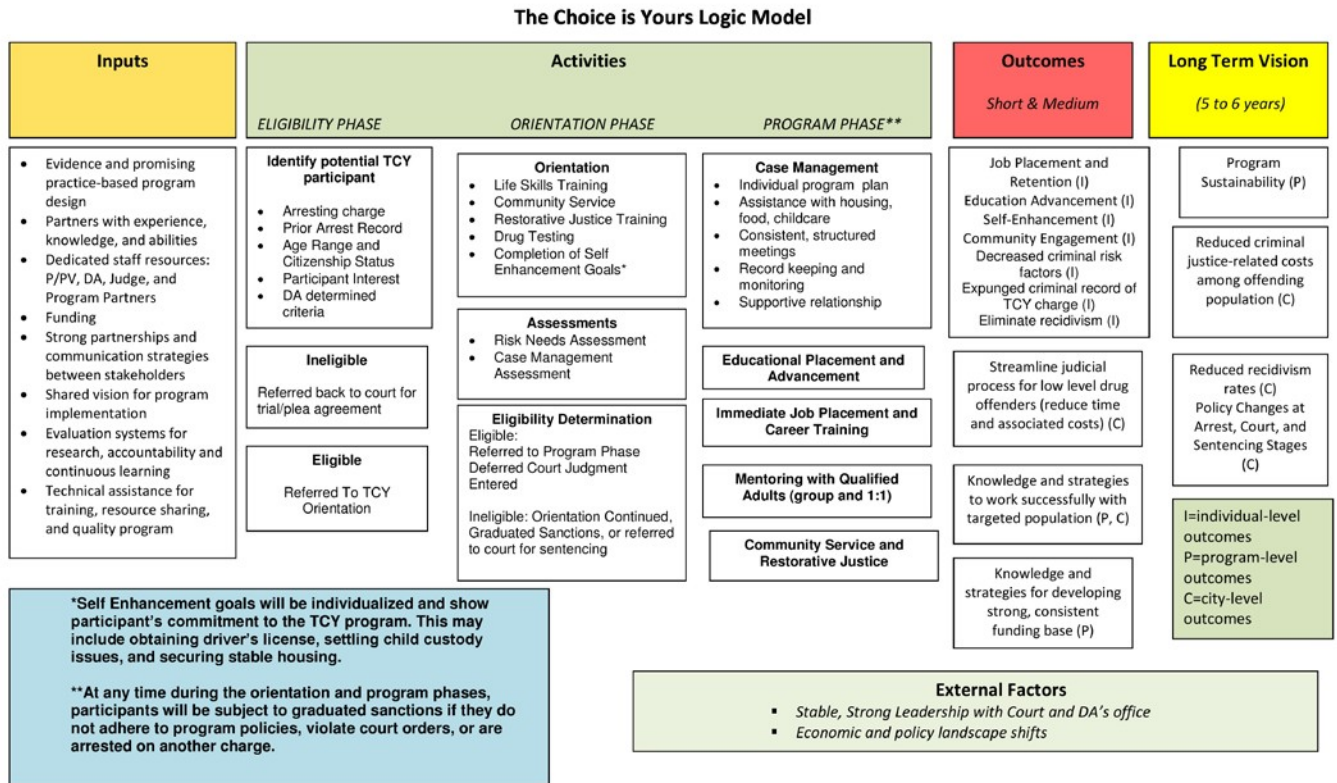 The Choice is Yours Logic Model
Inputs
Activities
ELIGIBILITY PHASE
ORIENTATION PHASE
PROGRAM PHASE**
Outcomes
Short & Medium
Long Term Vision
(5 to 6 years)
• Evidence and promising
practice-based program
design
• Partners with experience,
knowledge, and abilities
• Dedicated staff resources:
P/PV, DA, Judge, and
Program Partners
• Funding
• Strong partnerships and
communication strategies
between stakeholders
• Shared vision for program
implementation
• Evaluation systems for
research, accountability and
continuous learning
• Technical assistance for
training, resource sharing,
and quality program
Identify potential TCY
participant
• Arresting charge
• Prior Arrest Record
• Age Range and
Citizenship Status
• Participant Interest
• DA determined
criteria
Ineligible
Referred back to court for
trial/plea agreement
Eligible
Referred To TCY
Orientation
Orientation
• Life Skills Training
• Community Service
• Restorative Justice Training
• Drug Testing
• Completion of Self
Enhancement Goals*
Assessments
• Risk Needs Assessment
• Case Management
Assessment
Eligibility Determination
Eligible:
Referred to Program Phase
Deferred Court Judgment
Entered
Ineligible: Orientation Continued,
Graduated Sanctions, or referred
to court for sentencing
Case Management
• Individual program plan
• Assistance with housing,
food, childcare
• Consistent, structured
meetings
• Record keeping and
monitoring
• Supportive relationship
Educational Placement and
Advancement
Immediate Job Placement and
Career Training
Mentoring with Qualified
Adults (group and 1:1)
Community Service and
Restorative Justice
Job Placement and
Retention (I)
Education Advancement (I)
Self-Enhancement (I)
Community Engagement (I)
Decreased criminal risk
factors (I)
Expunged criminal record of
TCY charge (I)
Eliminate recidivism (I)
Streamline judicial
process for low level drug
offenders (reduce time
and associated costs) (C)
Knowledge and strategies
to work successfully with
targeted population (P, C)
Knowledge and
strategies for developing
strong, consistent
funding base (P)
Program
Sustainability (P)
Reduced criminal
justice-related costs
among offending
population (C)
Reduced recidivism
rates (C)
Policy Changes at
Arrest, Court, and
Sentencing Stages
(C)
I=individual-level
outcomes
P=program-level
outcomes
C=city-level
outcomes
*Self Enhancement goals will be individualized and show
participant's commitment to the TCY program. This may
include obtaining driver's license, settling child custody
issues, and securing stable housing.
**At any time during the orientation and program phases,
participants will be subject to graduated sanctions if they do
not adhere to program policies, violate court orders, or are
arrested on another charge.
External Factors
▪ Stable, Strong Leadership with Court and DA's office
▪ Economic and policy landscape shifts